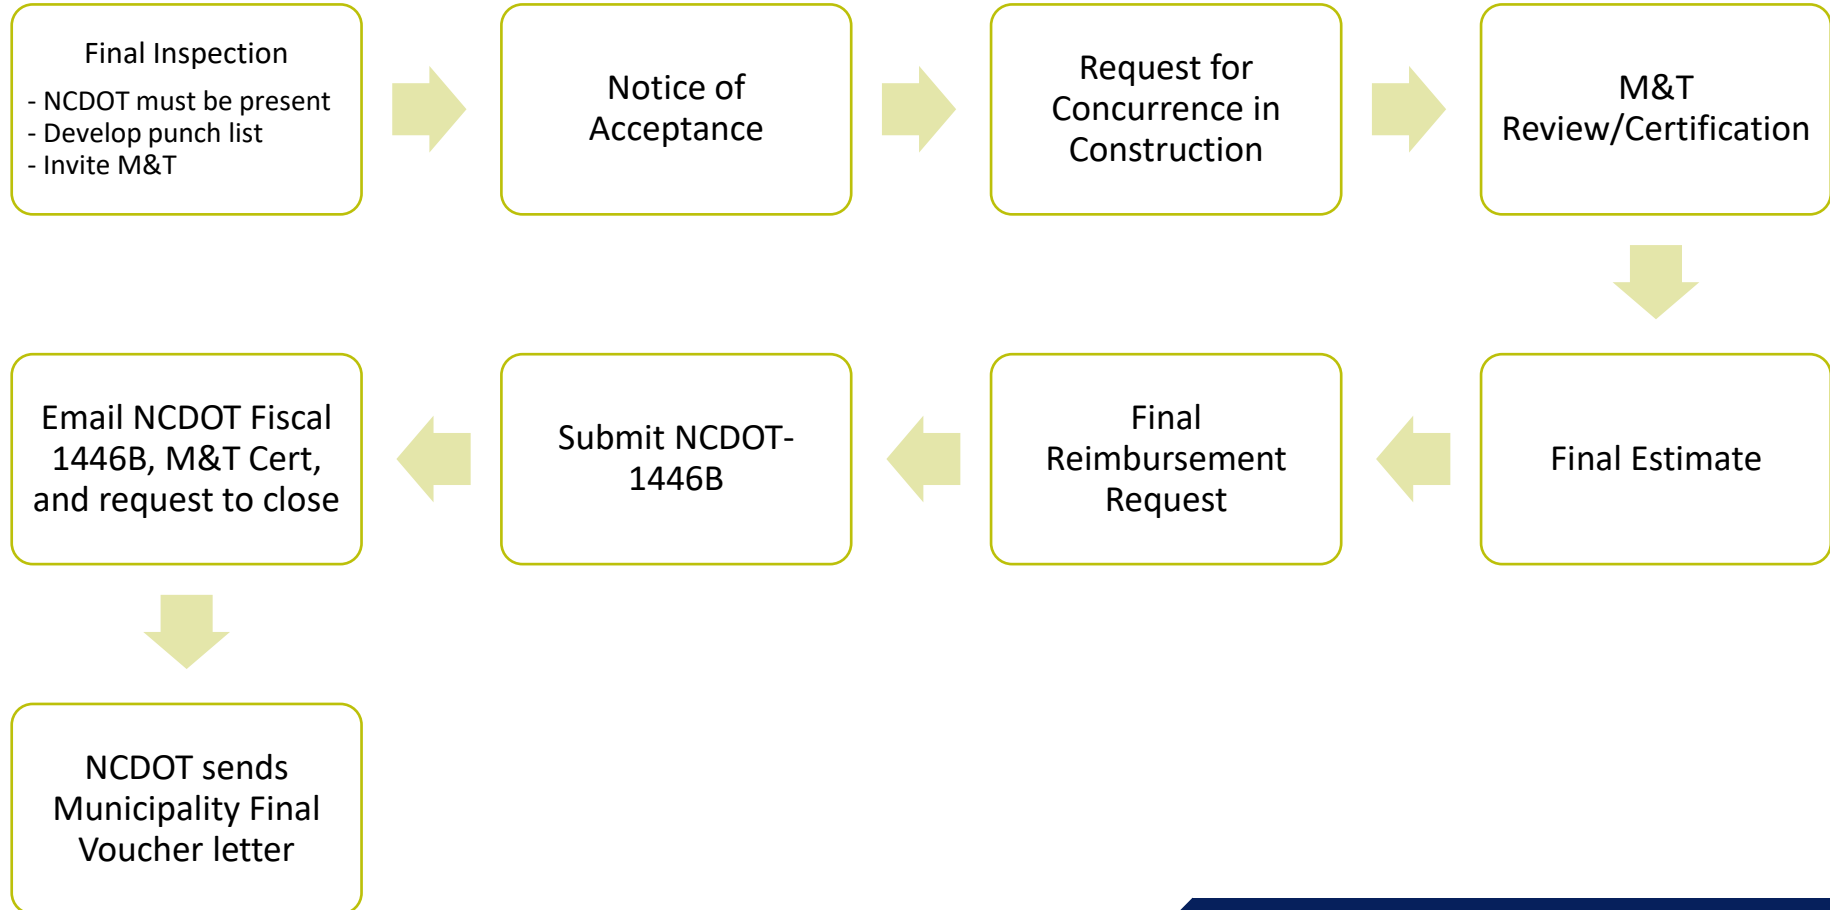 Final Inspection
- NCDOT must be present
- Develop punch list
- Invite M&T
Notice of
Acceptance
Request for
Concurrence in
Construction
M&T
Review/Certification
Final Estimate
Final
Reimbursement
Request
Submit NCDOT-
1446B
Email NCDOT Fiscal
1446B, M&T Cert,
and request to close
NCDOT sends
Municipality Final
Voucher letter